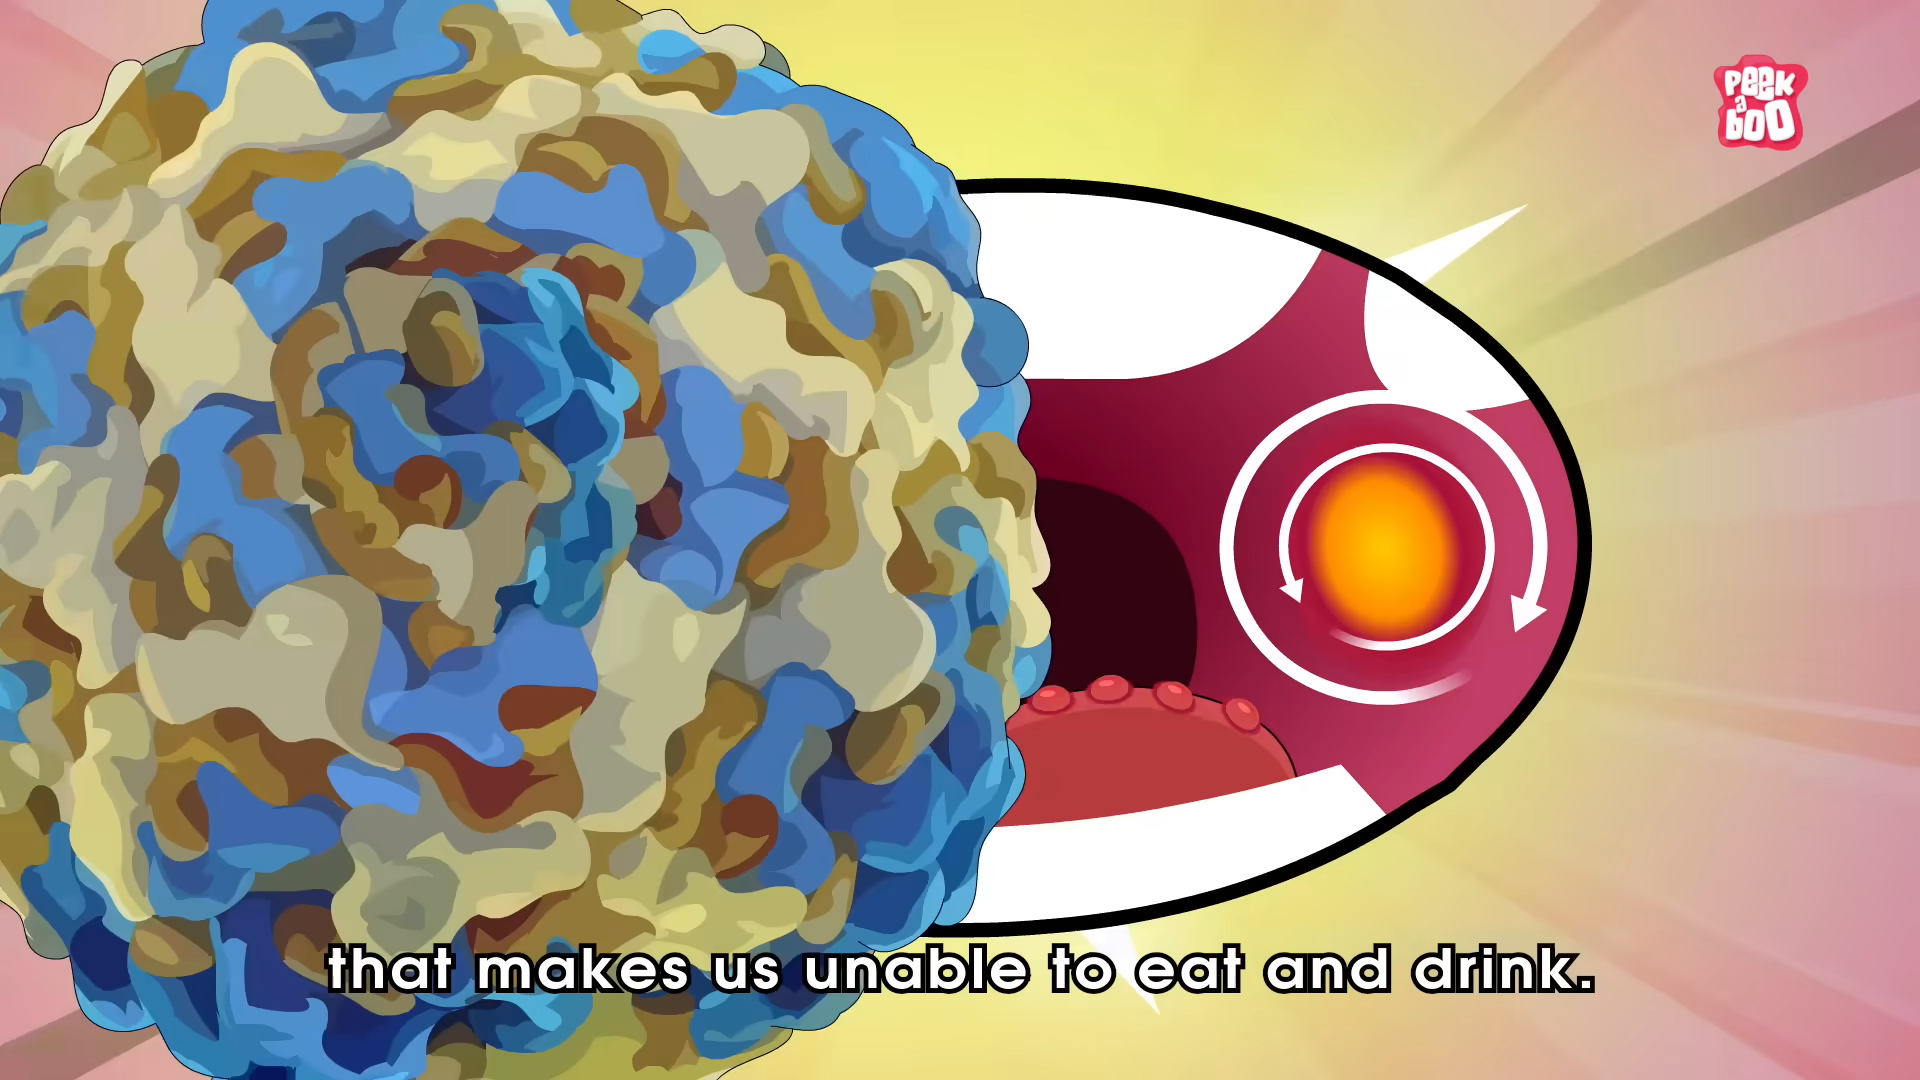 Peek
a
boo
that makes us unable to eat and drink.